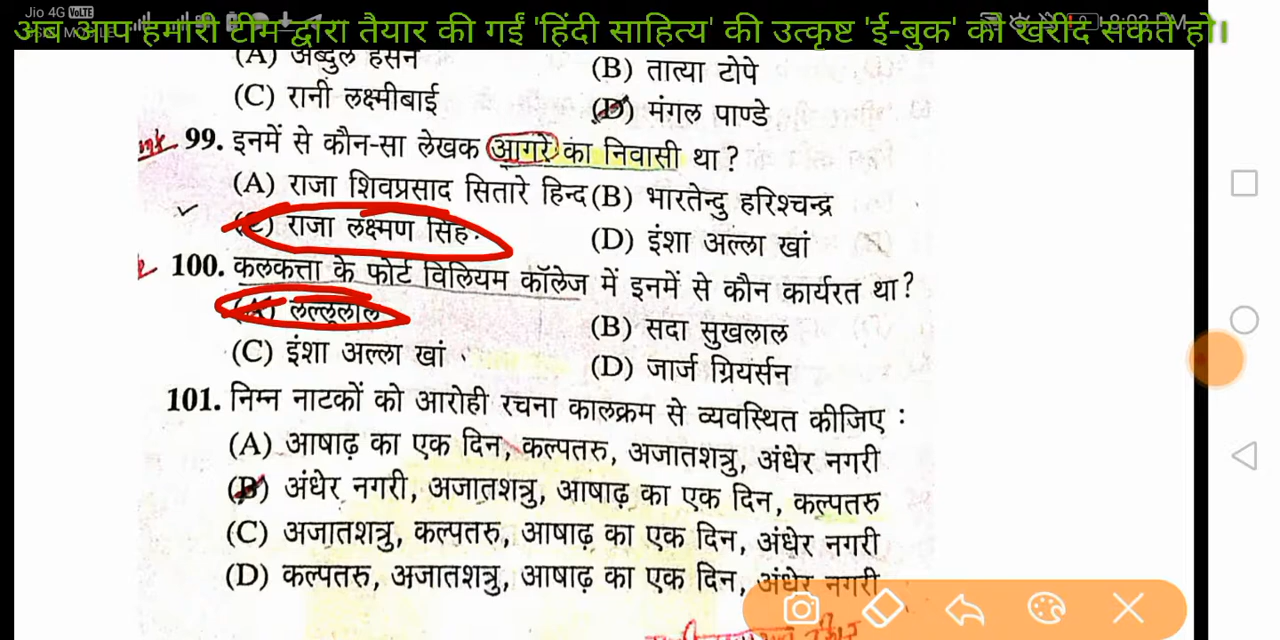 Jio 4G VoLTE
अब आप हमारी टीम द्वारा तैयार की गईं 'हिंदी साहित्य' की उत्कृष्ट 'ई-बुक' को खरीद सकते हो।
(A) अब्दुल हसन (B) तात्या टोपे
(C) रानी लक्ष्मीबाई (D) मंगल पाण्डे
99. इनमें से कौन-सा लेखक आगरे का निवासी था ?
(A) राजा शिवप्रसाद सितारे हिन्द (B) भारतेन्दु हरिश्चन्द्र
(C) राजा लक्ष्मण सिंह (D) इंशा अल्ला खां
100. कलकत्ता के फोर्ट विलियम कॉलेज में इनमें से कौन कार्यरत था ?
(A) लल्लूलाल (B) सदा सुखलाल
(C) इंशा अल्ला खां (D) जार्ज ग्रियर्सन
101. निम्न नाटकों को आरोही रचना कालक्रम से व्यवस्थित कीजिए :
(A) आषाढ़ का एक दिन, कल्पतरु, अजातशत्रु, अंधेर नगरी
(B) अंधेर नगरी, अजातशत्रु, आषाढ़ का एक दिन, कल्पतरु
(C) अजातशत्रु, कल्पतरु, आषाढ़ का एक दिन, अंधेर नगरी
(D) कल्पतरु, अजातशत्रु, आषाढ़ का एक दिन, अंधेर नगरी